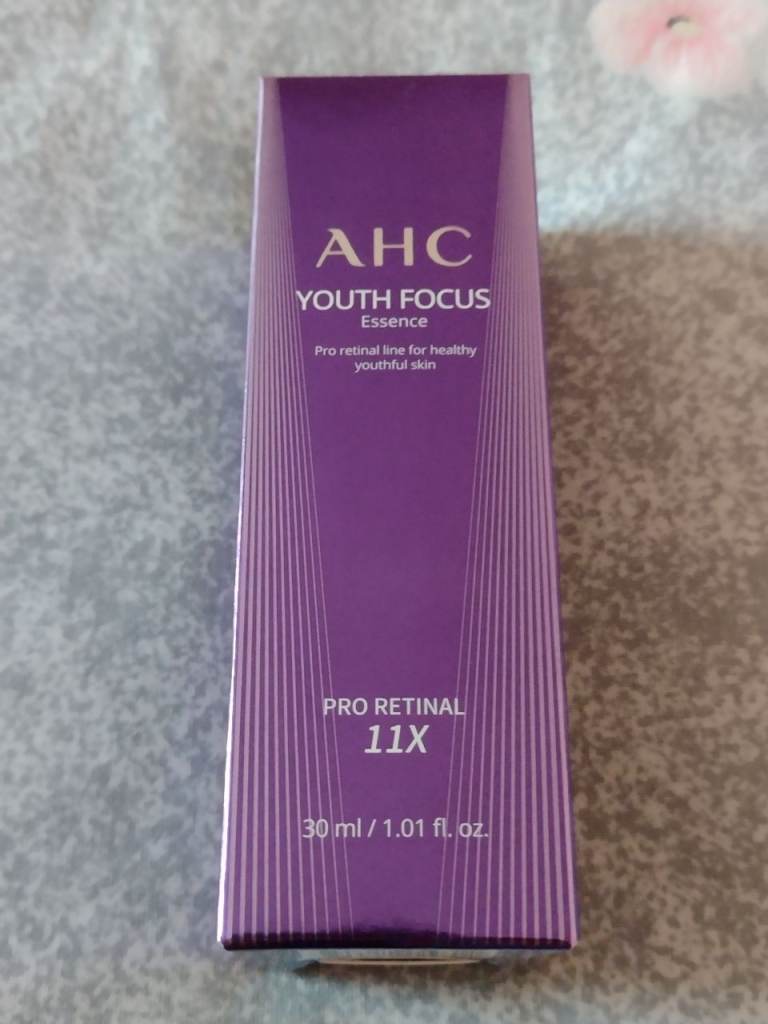 AHC
YOUTH FOCUS
Essence
Pro retinal line for healthy
youthful skin
PRO RETINAL
11X
30 ml / 1.01 fl. oz.